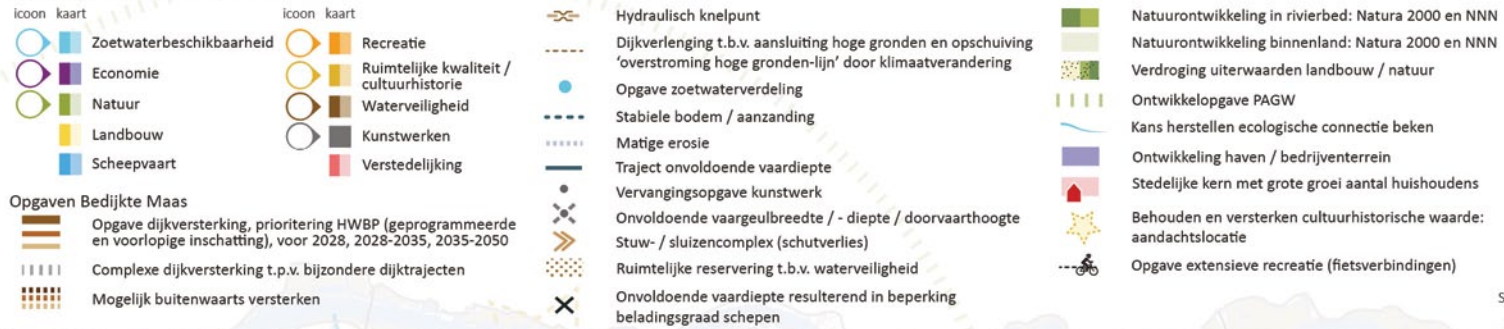 icoon kaart
Zoetwaterbeschikbaarheid
Economie
Natuur
Landbouw
Scheepvaart
icoon kaart
Recreatie
Ruimtelijke kwaliteit /
cultuurhistorie
Waterveiligheid
Kunstwerken
Verstedelijking
Opgaven Bedijkte Maas
Opgave dijkversterking, prioritering HWBP (geprogrammeerde
en voorlopige inschatting), voor 2028, 2028-2035, 2035-2050
Complexe dijkversterking t.p.v. bijzondere dijktrajecten
Mogelijk buitenwaarts versterken
Hydraulisch knelpunt
Dijkverlenging t.b.v. aansluiting hoge gronden en opschuiving
‘overstroming hoge gronden-lijn’ door klimaatverandering
Opgave zoetwaterverdeling
Stabiele bodem / aanzanding
Matige erosie
Traject onvoldoende vaardiepte
Vervangingsopgave kunstwerk
Onvoldoende vaargeulbreedte / - diepte / doorvaarthoogte
Stuw- / sluizencomplex (schutverlies)
Ruimtelijke reservering t.b.v. waterveiligheid
Onvoldoende vaardiepte resulterend in beperking
beladingsgraad schepen
Natuurontwikkeling in rivierbed: Natura 2000 en NNN
Natuurontwikkeling binnenland: Natura 2000 en NNN
Verdroging uiterwaarden landbouw / natuur
Ontwikkelopgave PAGW
Kans herstellen ecologische connectie beken
Ontwikkeling haven / bedrijventerrein
Stedelijke kern met grote groei aantal huishoudens
Behouden en versterken cultuurhistorische waarde:
aandachtslocatie
Opgave extensieve recreatie (fietsverbindingen)
S